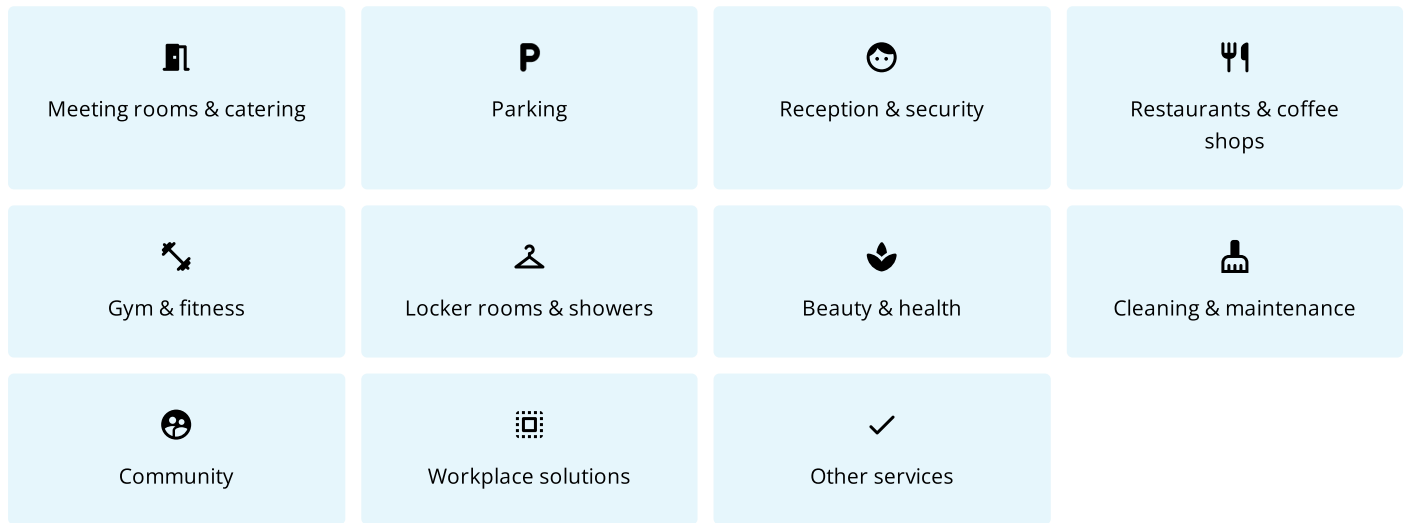 Meeting rooms & catering
Parking
Reception & security
Restaurants & coffee
shops
Gym & fitness
Locker rooms & showers
Beauty & health
Cleaning & maintenance
Community
Workplace solutions
Other services